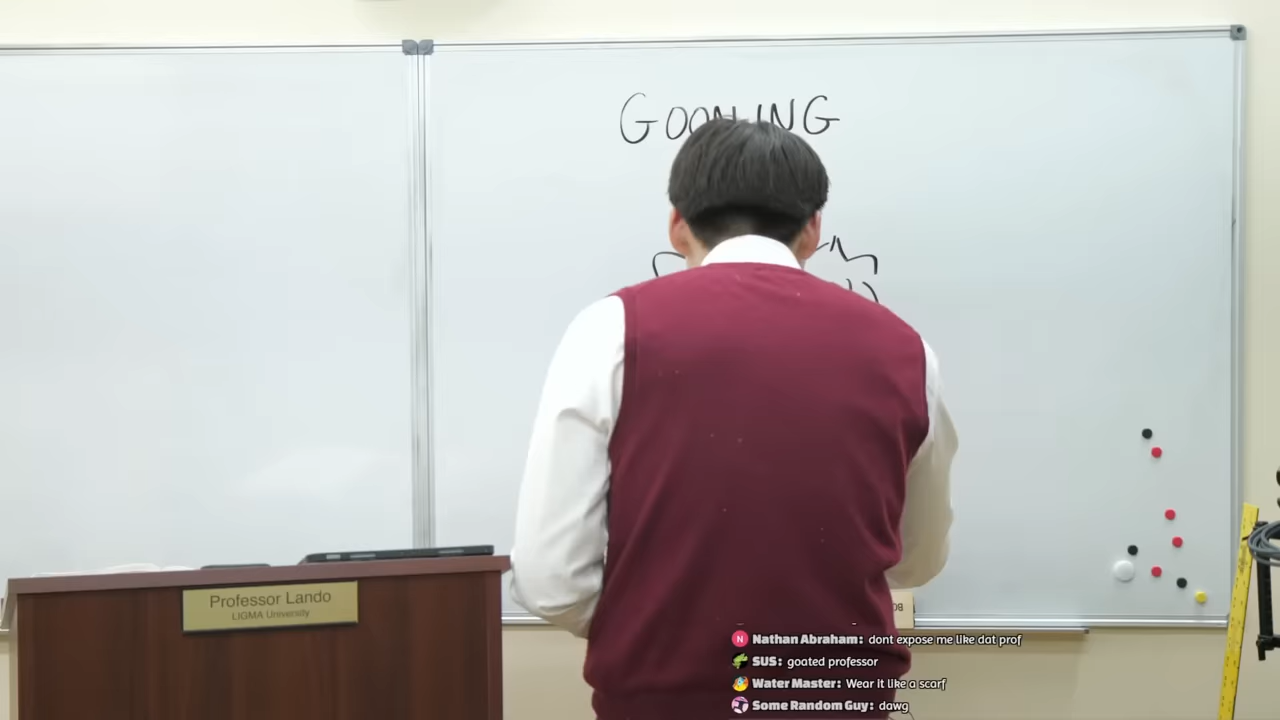 GOONING
Professor Lando
LIGMA University
Nathan Abraham: dont expose me like dat prof
SUS: goated professor
Water Master: Wear it like a scarf
Some Random Guy: dawg